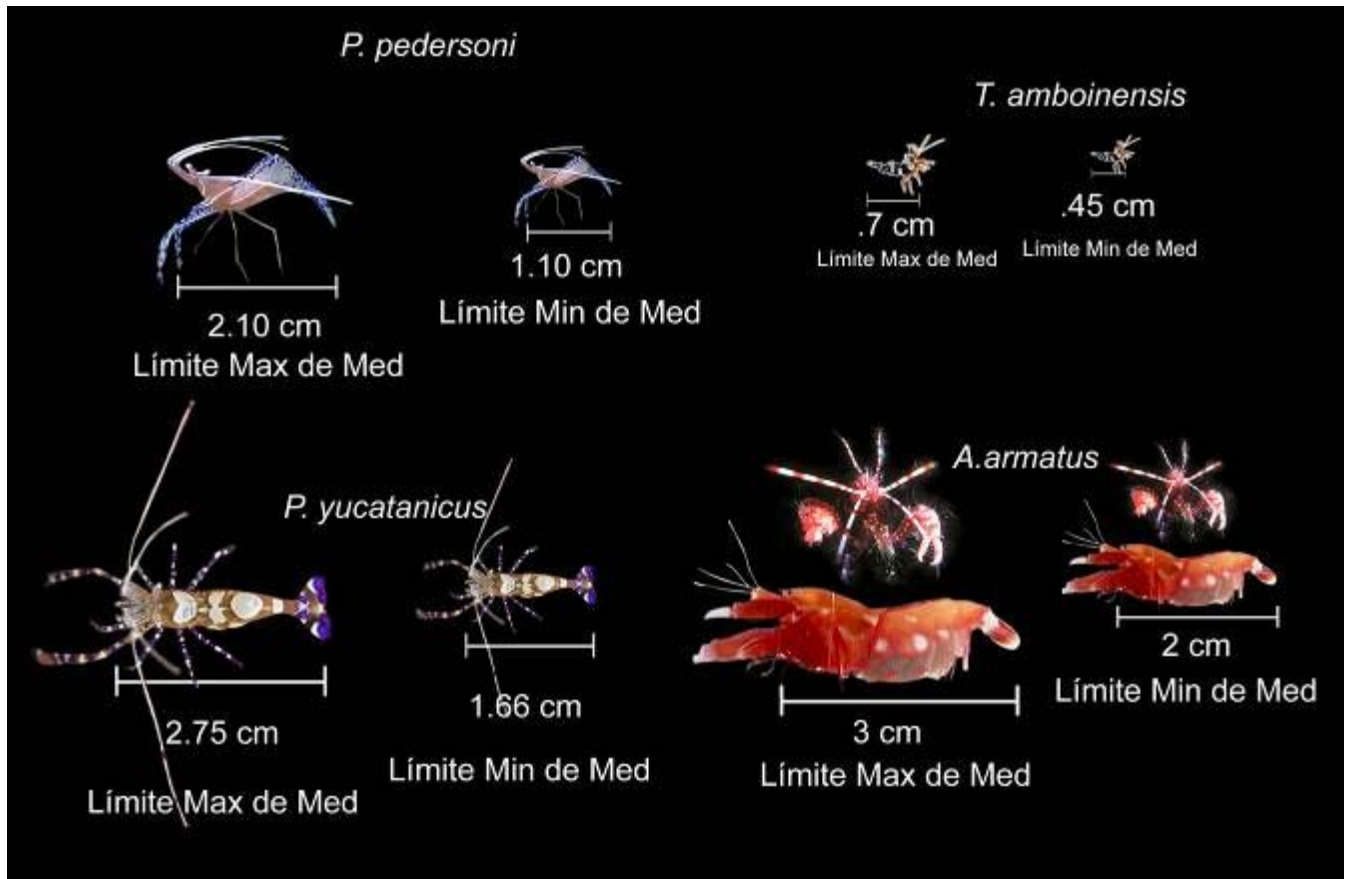 P. pedersoni
T. amboinensis
.7 cm
Límite Max de Med
.45 cm
Límite Min de Med
1.10 cm
Límite Min de Med
2.10 cm
Límite Max de Med
P. yucatanicus
A.armatus
2.75 cm
Límite Max de Med
1.66 cm
Límite Min de Med
3 cm
Límite Max de Med
2 cm
Límite Min de Med